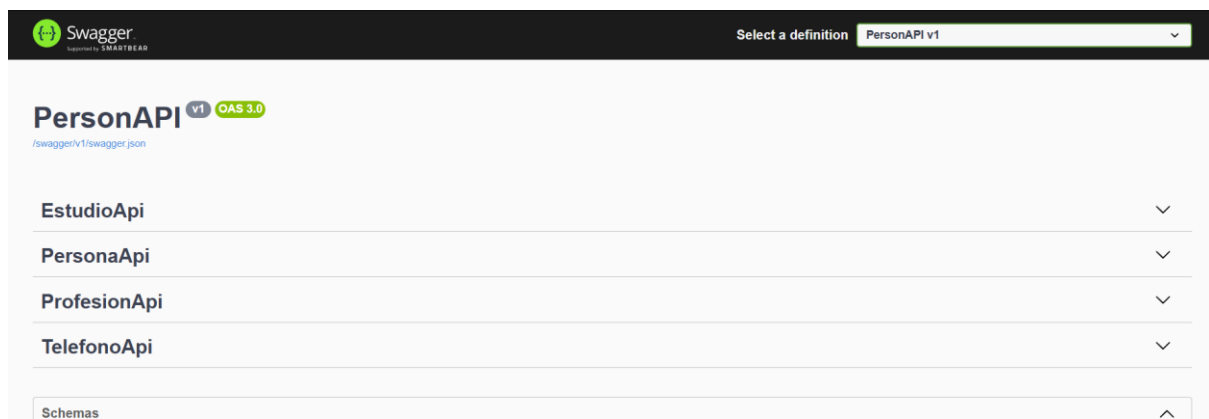 Swagger.
Supported by SMARTBEAR
Select a definition
PersonAPI v1
PersonAPI v1 OAS 3.0
/swagger/v1/swagger.json
EstudioApi
PersonaApi
ProfesionApi
TelefonoApi
Schemas